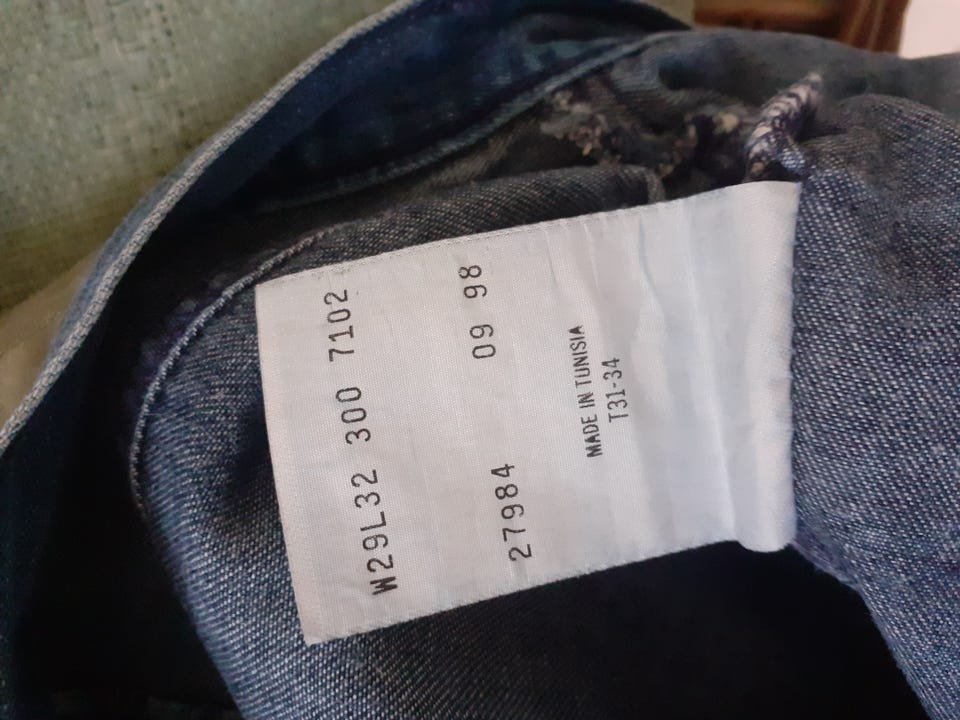 W29L32 300 7102
27984 09 98
MADE IN TUNISIA
T31-34